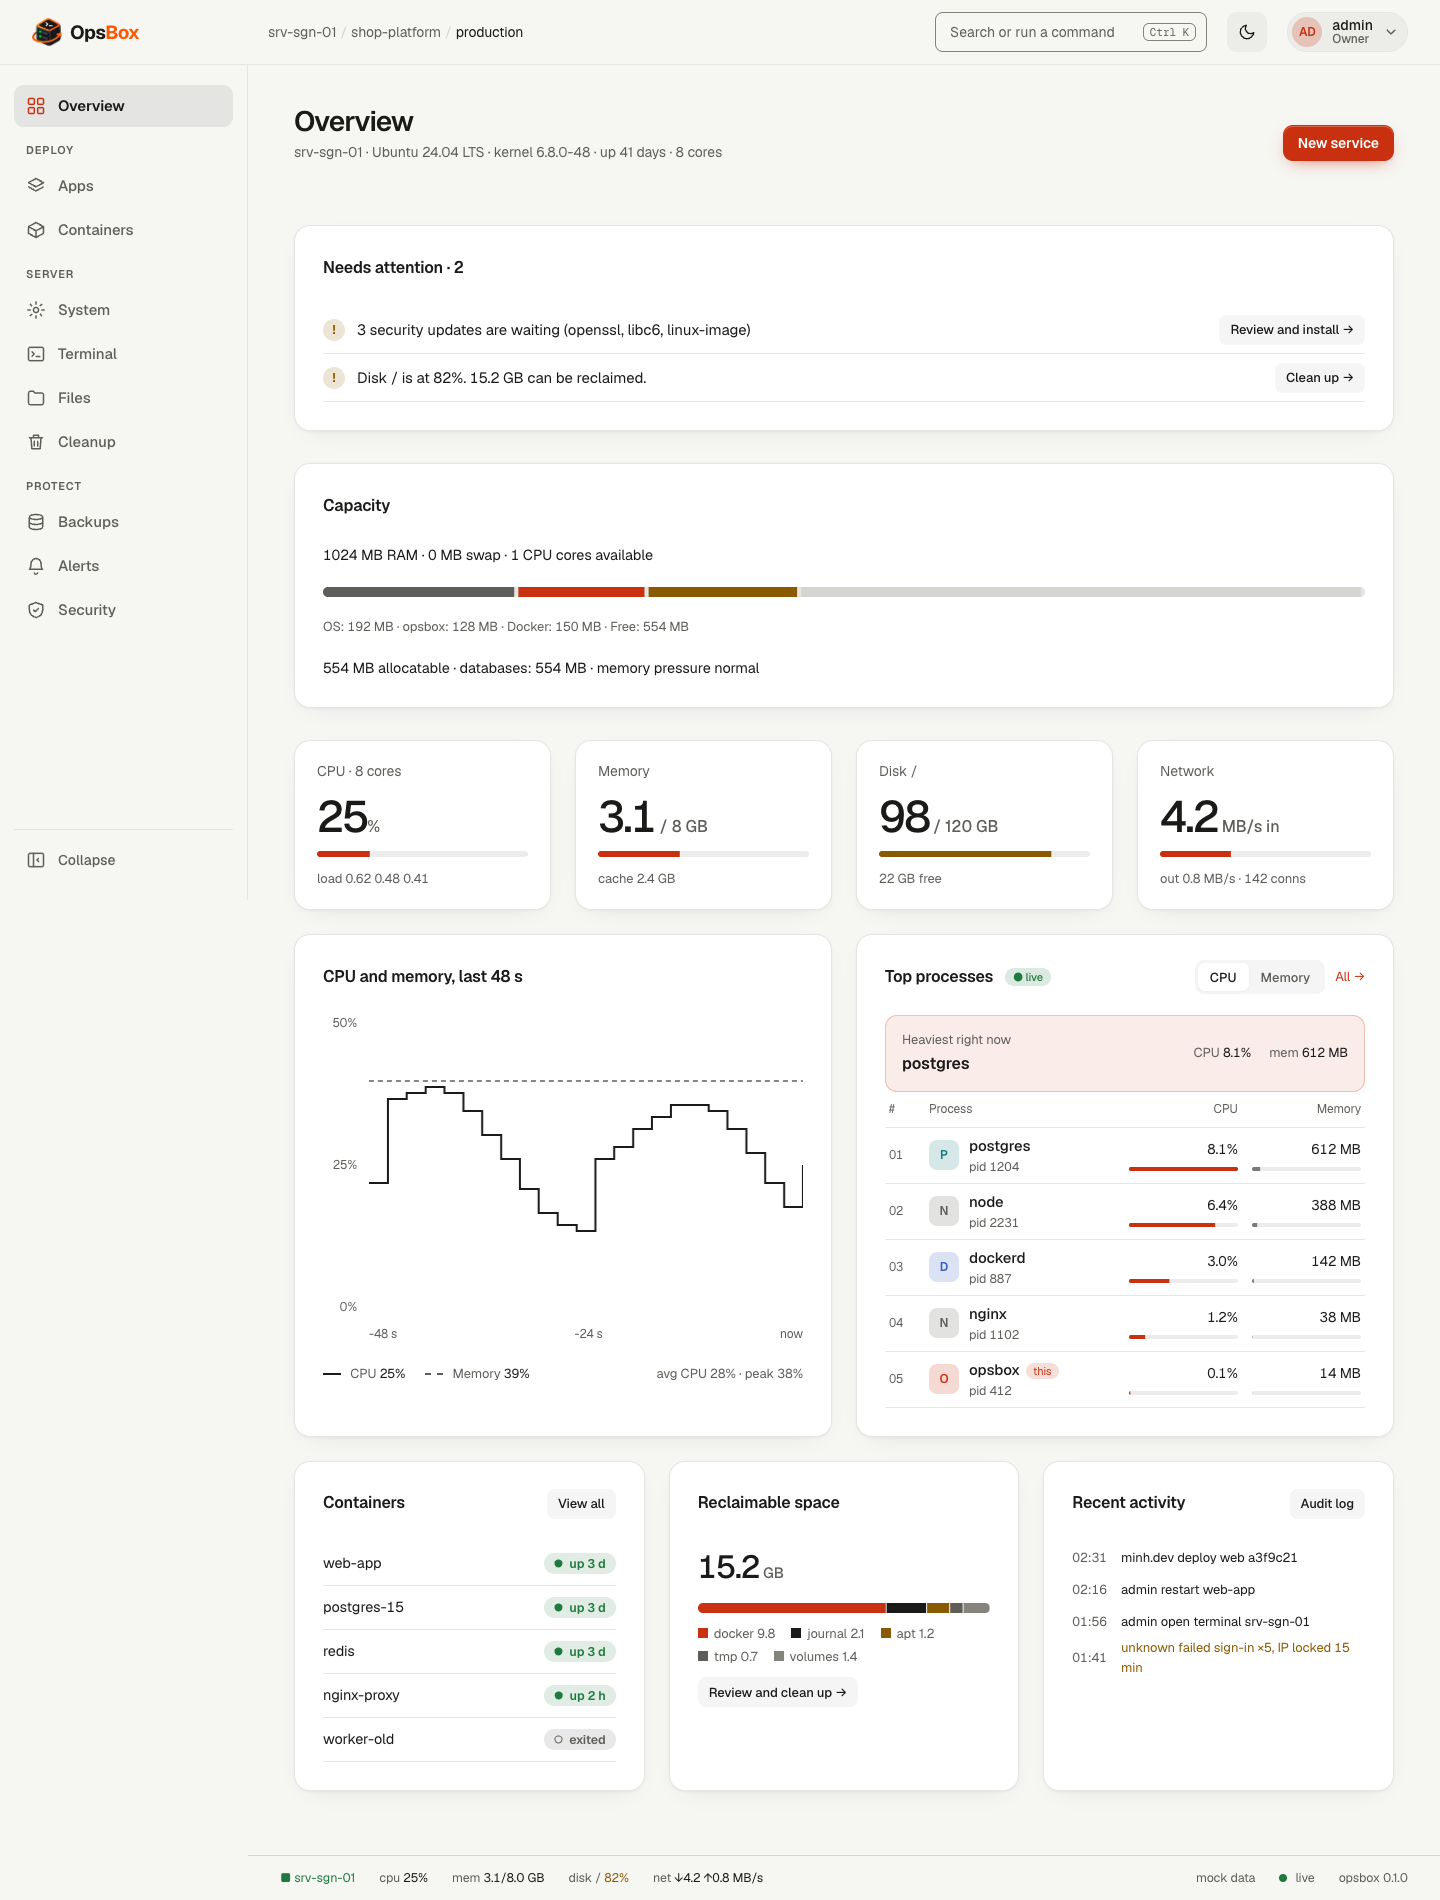 OpsBox
srv-sgn-01 / shop-platform / production
Search or run a command Ctrl K
AD admin
Owner
Overview
DEPLOY
Apps
Containers
SERVER
System
Terminal
Files
Cleanup
PROTECT
Backups
Alerts
Security
Collapse
Overview
srv-sgn-01 · Ubuntu 24.04 LTS · kernel 6.8.0-48 · up 41 days · 8 cores
New service
Needs attention · 2
! 3 security updates are waiting (openssl, libc6, linux-image) Review and install →
! Disk / is at 82%. 15.2 GB can be reclaimed. Clean up →
Capacity
1024 MB RAM · 0 MB swap · 1 CPU cores available
OS: 192 MB · opsbox: 128 MB · Docker: 150 MB · Free: 554 MB
554 MB allocatable · databases: 554 MB · memory pressure normal
CPU · 8 cores
25%
load 0.62 0.48 0.41
Memory
3.1 / 8 GB
cache 2.4 GB
Disk /
98 / 120 GB
22 GB free
Network
4.2 MB/s in
out 0.8 MB/s · 142 conns
CPU and memory, last 48 s
50%
25%
0%
-48 s -24 s now
CPU 25% Memory 39% avg CPU 28% · peak 38%
Top processes live CPU Memory All →
Heaviest right now
postgres
CPU 8.1% mem 612 MB
# Process CPU Memory
01 P postgres 8.1% 612 MB
pid 1204
02 N node 6.4% 388 MB
pid 2231
03 D dockerd 3.0% 142 MB
pid 887
04 N nginx 1.2% 38 MB
pid 1102
05 O opsbox this 0.1% 14 MB
pid 412
Containers View all
web-app up 3 d
postgres-15 up 3 d
redis up 3 d
nginx-proxy up 2 h
worker-old exited
Reclaimable space
15.2 GB
docker 9.8 journal 2.1 apt 1.2
tmp 0.7 volumes 1.4
Review and clean up →
Recent activity Audit log
02:31 minh.dev deploy web a3f9c21
02:16 admin restart web-app
01:56 admin open terminal srv-sgn-01
01:41 unknown failed sign-in ×5, IP locked 15
min
srv-sgn-01 cpu 25% mem 3.1/8.0 GB disk / 82% net ↓4.2 ↑0.8 MB/s mock data live opsbox 0.1.0